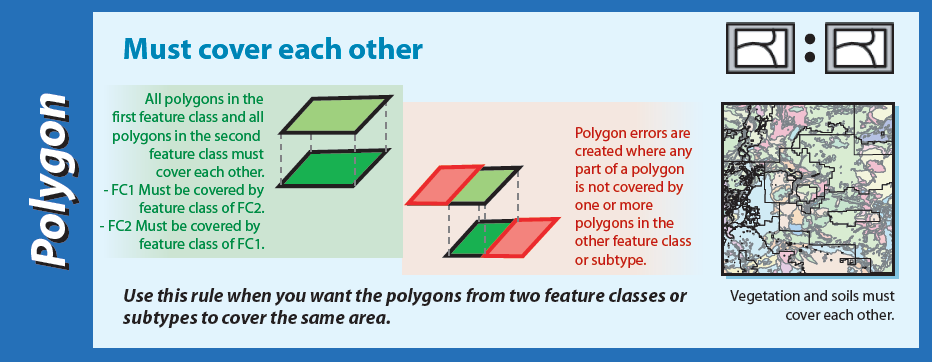 Polygon
Must cover each other
All polygons in the
first feature class and all
polygons in the second
feature class must
cover each other.
- FC1 Must be covered by
feature class of FC2.
- FC2 Must be covered by
feature class of FC1.
Polygon errors are
created where any
part of a polygon
is not covered by
one or more
polygons in the
other feature class
or subtype.
Use this rule when you want the polygons from two feature classes or
subtypes to cover the same area.
Vegetation and soils must
cover each other.